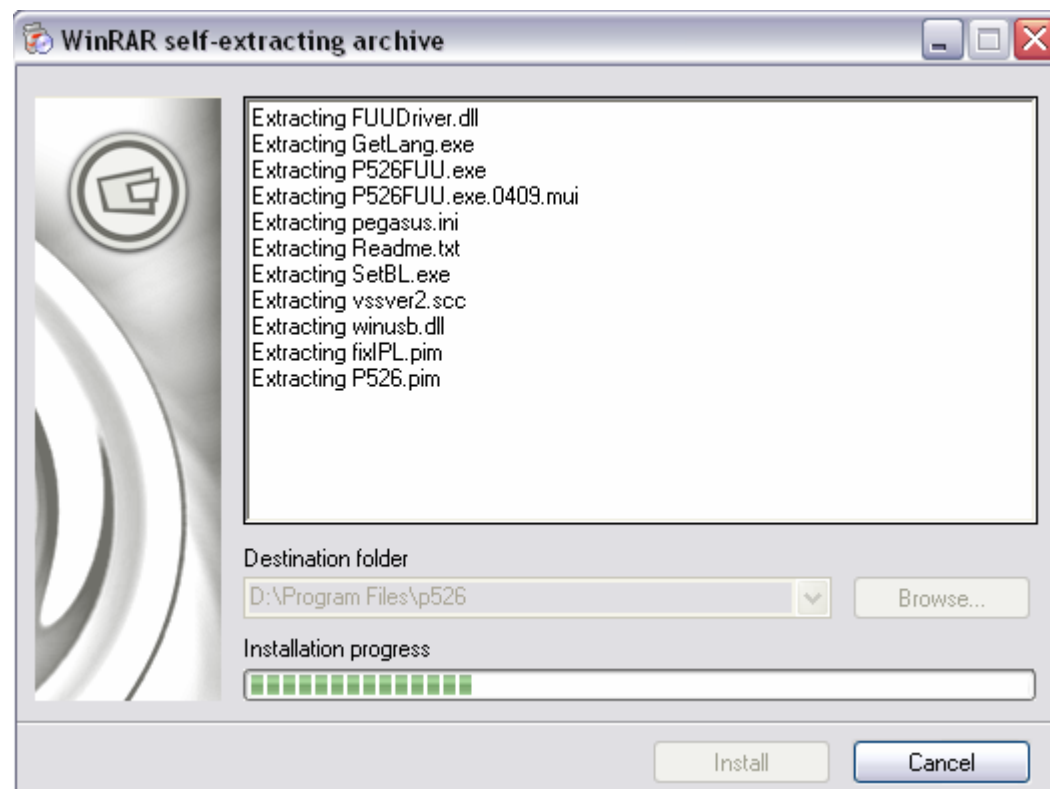 WinRAR self-extracting archive
Extracting FUUDriver.dll
Extracting GetLang.exe
Extracting P526FUU.exe
Extracting P526FUU.exe.0409.mui
Extracting pegasus.ini
Extracting Readme.txt
Extracting SetBL.exe
Extracting vssver2.scc
Extracting winusb.dll
Extracting fixIPL.pim
Extracting P526.pim
Destination folder
D:\Program Files\p526
Browse...
Installation progress
Install
Cancel